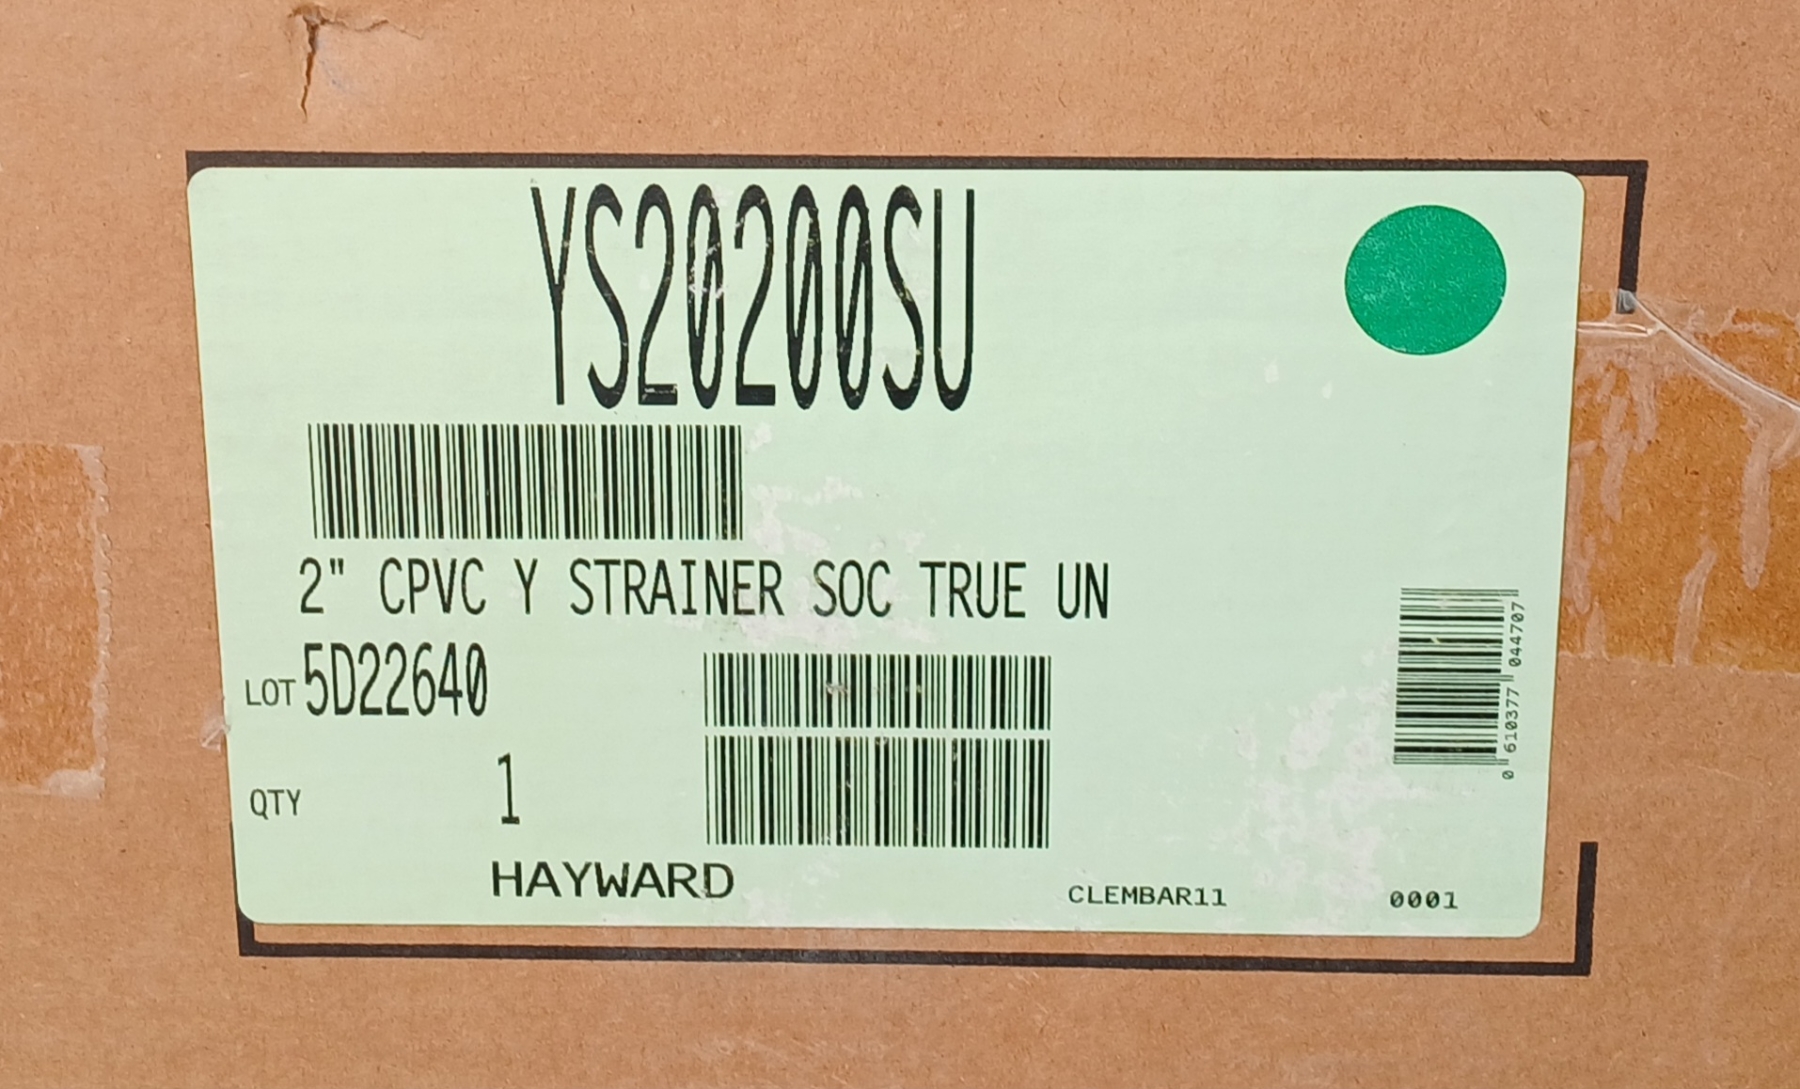 YS20200SU
2" CPVC Y STRAINER SOC TRUE UN
LOT 5D22640
QTY 1
HAYWARD
CLEMBAR11 0001
0 610377 044707